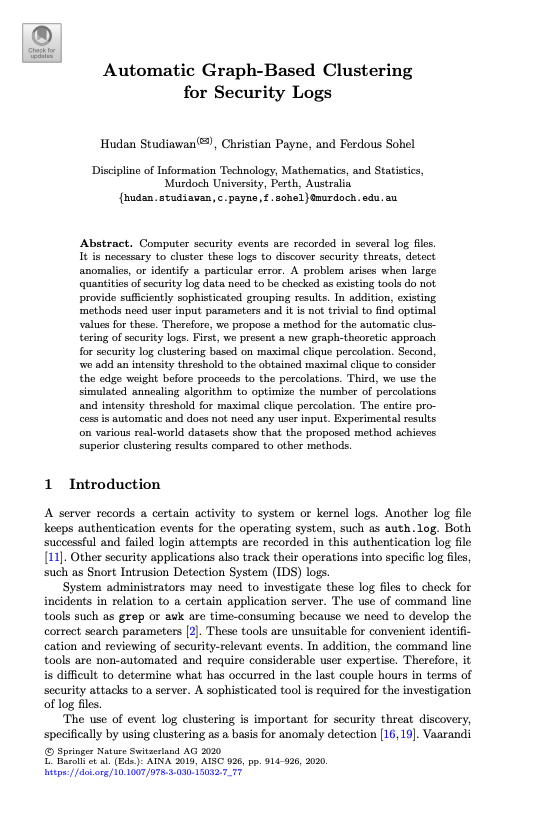 Check for
updates
Automatic Graph-Based Clustering
for Security Logs
Hudan Studiawan(✉), Christian Payne, and Ferdous Sohel
Discipline of Information Technology, Mathematics, and Statistics,
Murdoch University, Perth, Australia
{hudan.studiawan,c.payne,f.sohel}@murdoch.edu.au
Abstract. Computer security events are recorded in several log files.
It is necessary to cluster these logs to discover security threats, detect
anomalies, or identify a particular error. A problem arises when large
quantities of security log data need to be checked as existing tools do not
provide sufficiently sophisticated grouping results. In addition, existing
methods need user input parameters and it is not trivial to find optimal
values for these. Therefore, we propose a method for the automatic clus-
tering of security logs. First, we present a new graph-theoretic approach
for security log clustering based on maximal clique percolation. Second,
we add an intensity threshold to the obtained maximal clique to consider
the edge weight before proceeds to the percolations. Third, we use the
simulated annealing algorithm to optimize the number of percolations
and intensity threshold for maximal clique percolation. The entire pro-
cess is automatic and does not need any user input. Experimental results
on various real-world datasets show that the proposed method achieves
superior clustering results compared to other methods.
1 Introduction
A server records a certain activity to system or kernel logs. Another log file
keeps authentication events for the operating system, such as auth.log. Both
successful and failed login attempts are recorded in this authentication log file
[11]. Other security applications also track their operations into specific log files,
such as Snort Intrusion Detection System (IDS) logs.
System administrators may need to investigate these log files to check for
incidents in relation to a certain application server. The use of command line
tools such as grep or awk are time-consuming because we need to develop the
correct search parameters [2]. These tools are unsuitable for convenient identifi-
cation and reviewing of security-relevant events. In addition, the command line
tools are non-automated and require considerable user expertise. Therefore, it
is difficult to determine what has occurred in the last couple hours in terms of
security attacks to a server. A sophisticated tool is required for the investigation
of log files.
The use of event log clustering is important for security threat discovery,
specifically by using clustering as a basis for anomaly detection [16,19]. Vaarandi
© Springer Nature Switzerland AG 2020
L. Barolli et al. (Eds.): AINA 2019, AISC 926, pp. 914–926, 2020.
https://doi.org/10.1007/978-3-030-15032-7_77